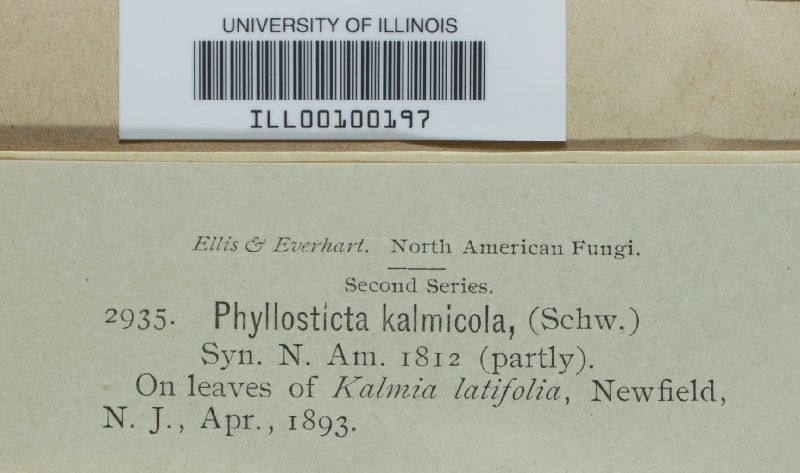 UNIVERSITY OF ILLINOIS
ILL00100197
Ellis & Everhart. North American Fungi.
Second Series.
2935. Phyllosticta kalmicola, (Schw.)
Syn. N. Am. 1812 (partly).
On leaves of Kalmia latifolia, Newfield,
N. J., Apr., 1893.